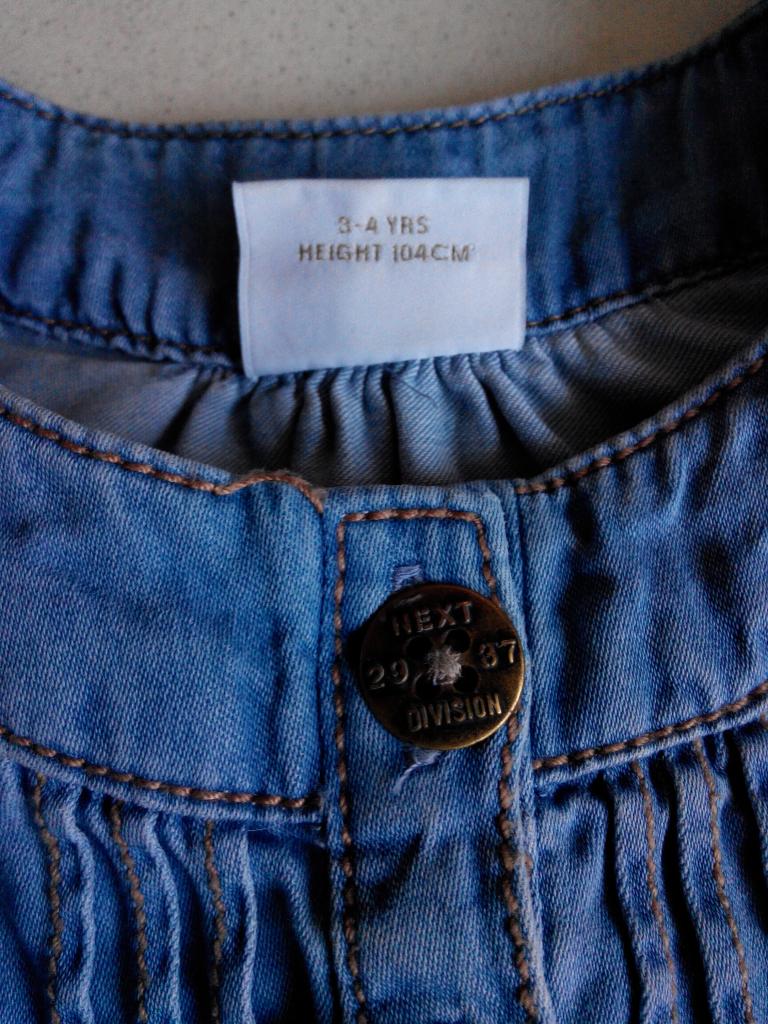 3-4 YRS
HEIGHT 104CM
NEXT
29 37
DIVISION